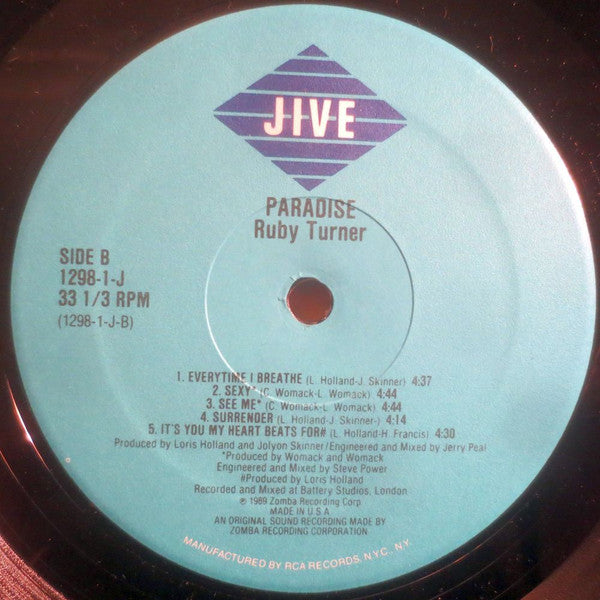 JIVE
PARADISE
Ruby Turner
SIDE B
1298-1-J
33 1/3 RPM
(1298-1-J-B)
1. EVERYTIME I BREATHE (L. Holland-J. Skinner) 4:37
2. SEXY* (C. Womack-L. Womack) 4:44
3. SEE ME* (C. Womack-L. Womack) 4:44
4. SURRENDER (L. Holland-J. Skinner-) 4:14
5. IT'S YOU MY HEART BEATS FOR# (L. Holland-H. Francis) 4:30
Produced by Loris Holland and Jolyon Skinner/Engineered and Mixed by Jerry Peal
*Produced by Womack and Womack
Engineered and Mixed by Steve Power
#Produced by Loris Holland
Recorded and Mixed at Battery Studios, London
℗ 1989 Zomba Recording Corp.
MADE IN U.S.A
AN ORIGINAL SOUND RECORDING MADE BY
ZOMBA RECORDING CORPORATION
MANUFACTURED BY RCA RECORDS, N.Y.C., N.Y.